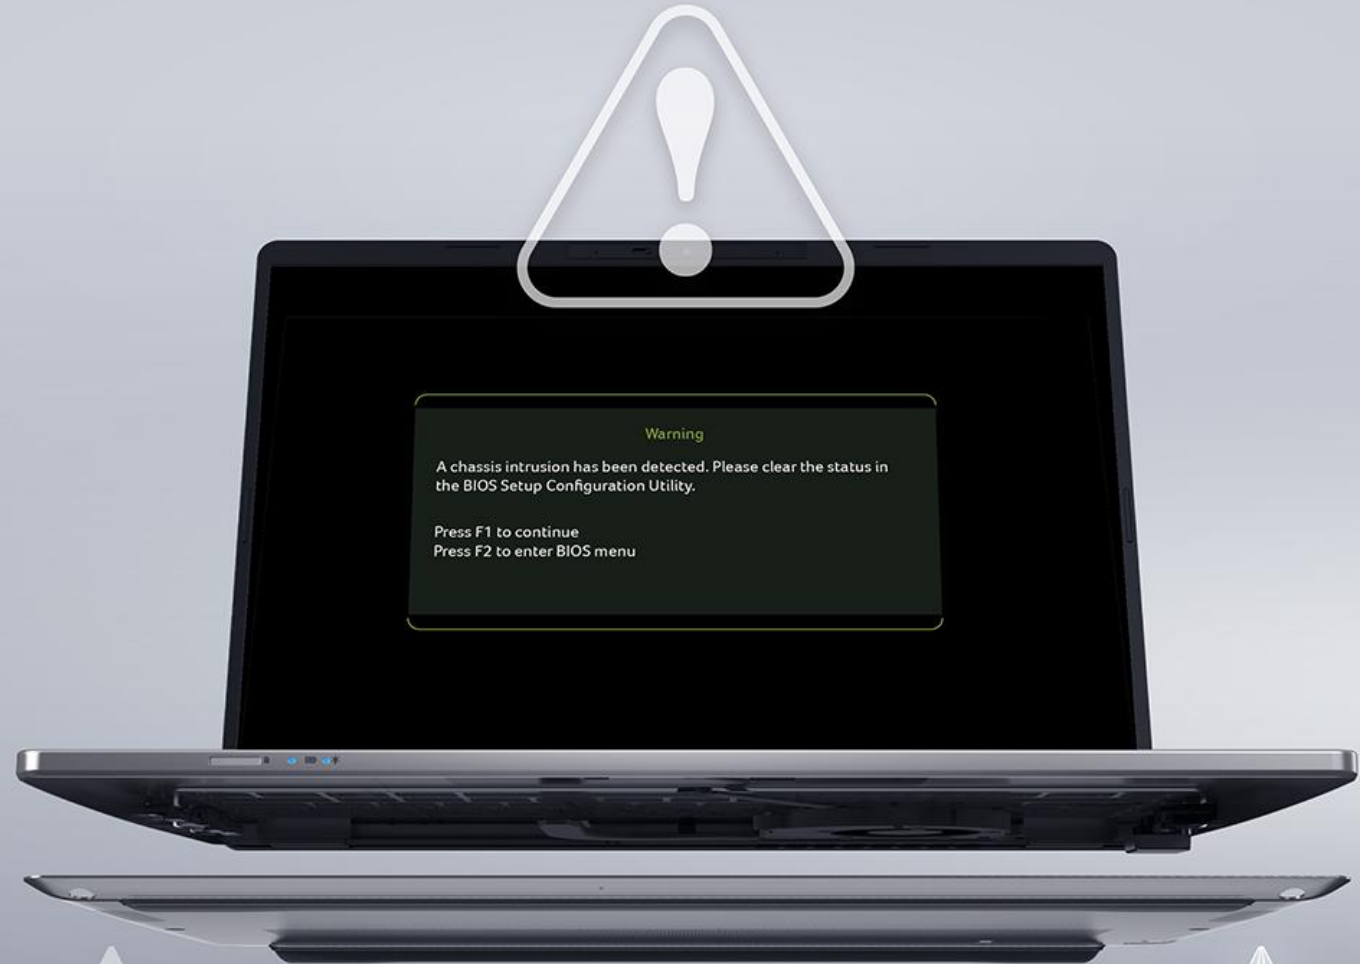 Warning
A chassis intrusion has been detected. Please clear the status in
the BIOS Setup Configuration Utility.
Press F1 to continue
Press F2 to enter BIOS menu